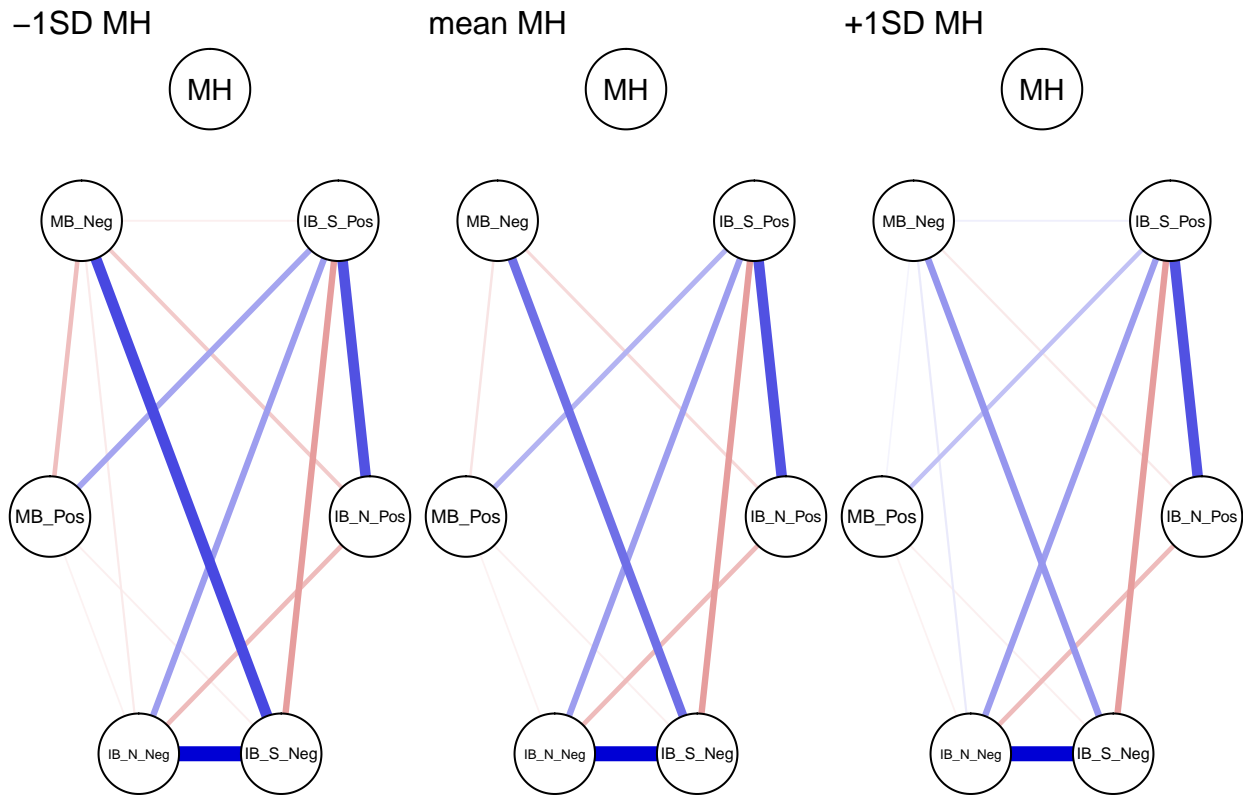 –1SD MH
mean MH
+1SD MH
MH
MH
MH
MB_Neg
IB_S_Pos
MB_Neg
IB_S_Pos
MB_Neg
IB_S_Pos
MB_Pos
IB_N_Pos
MB_Pos
IB_N_Pos
MB_Pos
IB_N_Pos
IB_N_Neg
IB_S_Neg
IB_N_Neg
IB_S_Neg
IB_N_Neg
IB_S_Neg